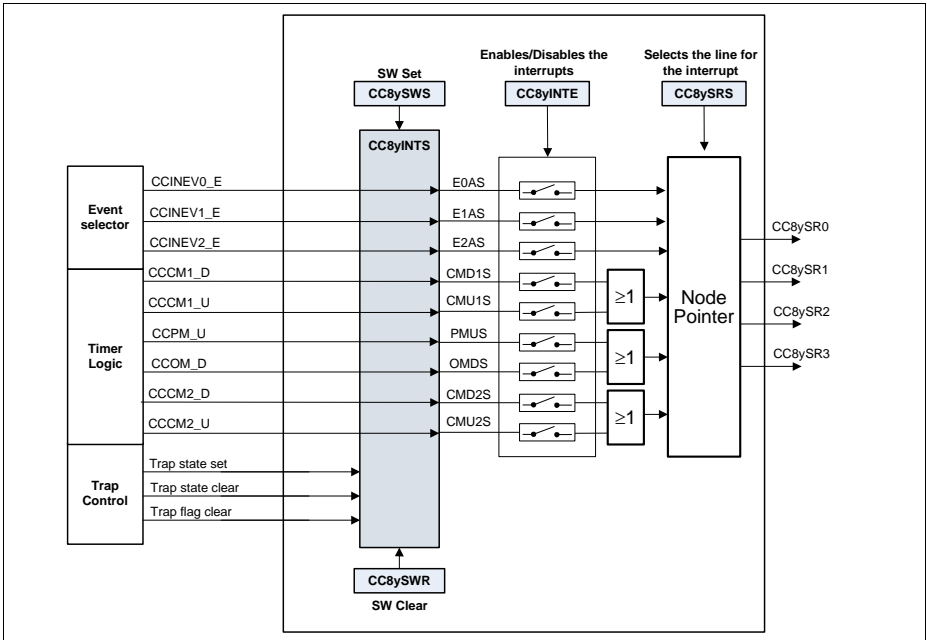 Enables/Disables the
interrupts
CC8yINTE
Selects the line for
the interrupt
CC8ySRS
SW Set
CC8ySWS
CC8yINTS
Event
selector
CCINEV0_E
CCINEV1_E
CCINEV2_E
Timer
Logic
CCCM1_D
CCCM1_U
CCPM_U
CCOM_D
CCCM2_D
CCCM2_U
Trap
Control
Trap state set
Trap state clear
Trap flag clear
E0AS
E1AS
E2AS
CMD1S
CMU1S
PMUS
OMDS
CMD2S
CMU2S
≥1
≥1
≥1
Node
Pointer
CC8ySR0
CC8ySR1
CC8ySR2
CC8ySR3
CC8ySWR
SW Clear